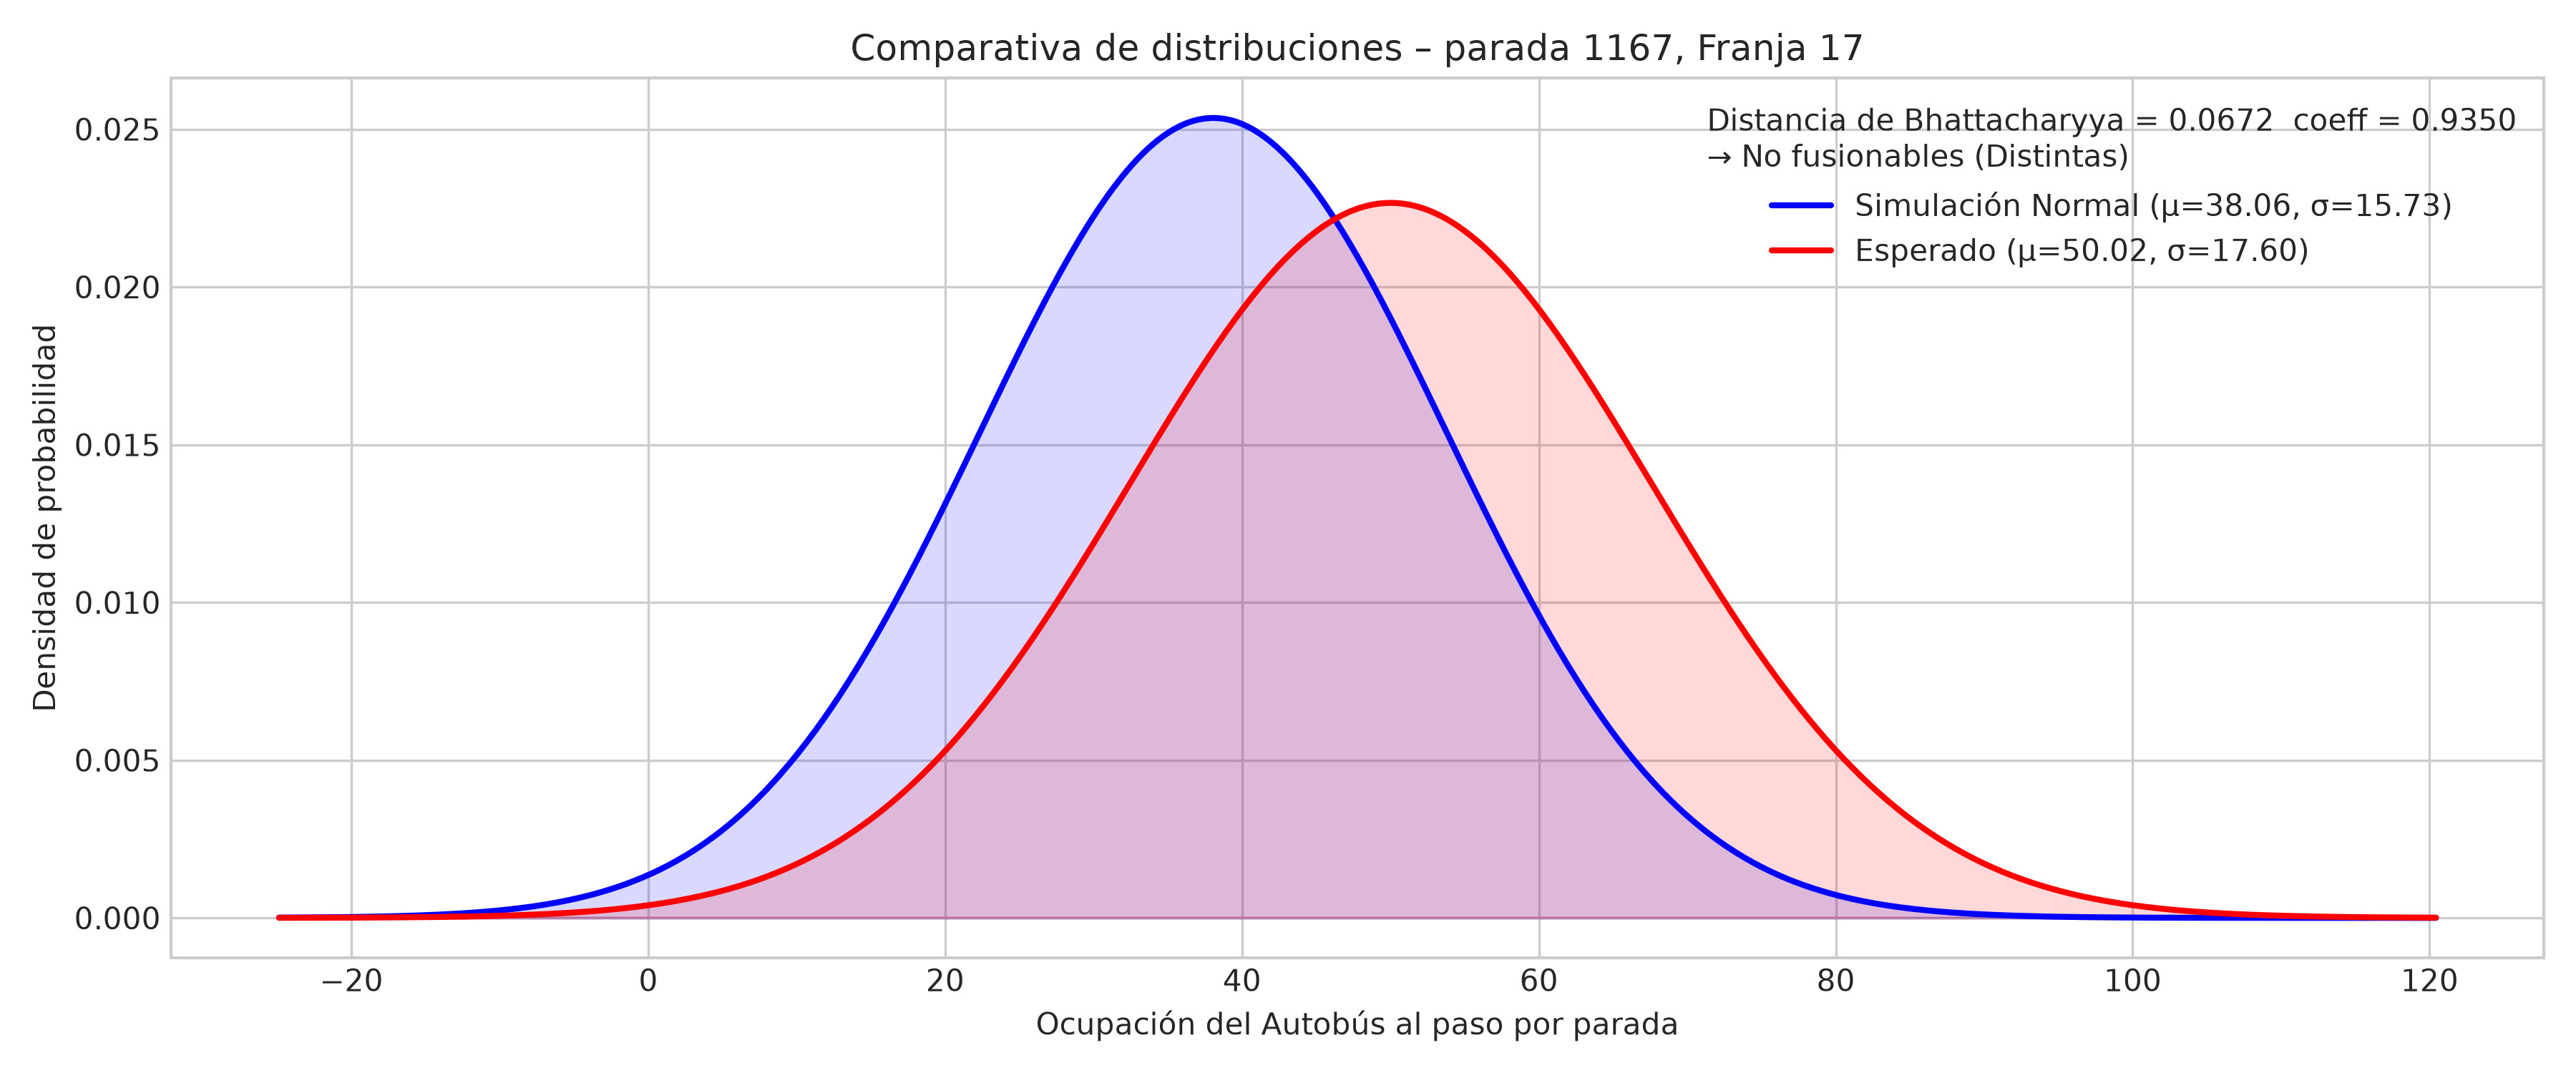 Comparativa de distribuciones – parada 1167, Franja 17
Distancia de Bhattacharyya = 0.0672  coeff = 0.9350
→ No fusionables (Distintas)
Simulación Normal (μ=38.06, σ=15.73)
Esperado (μ=50.02, σ=17.60)
Densidad de probabilidad
0.025
0.020
0.015
0.010
0.005
0.000
−20
0
20
40
60
80
100
120
Ocupación del Autobús al paso por parada